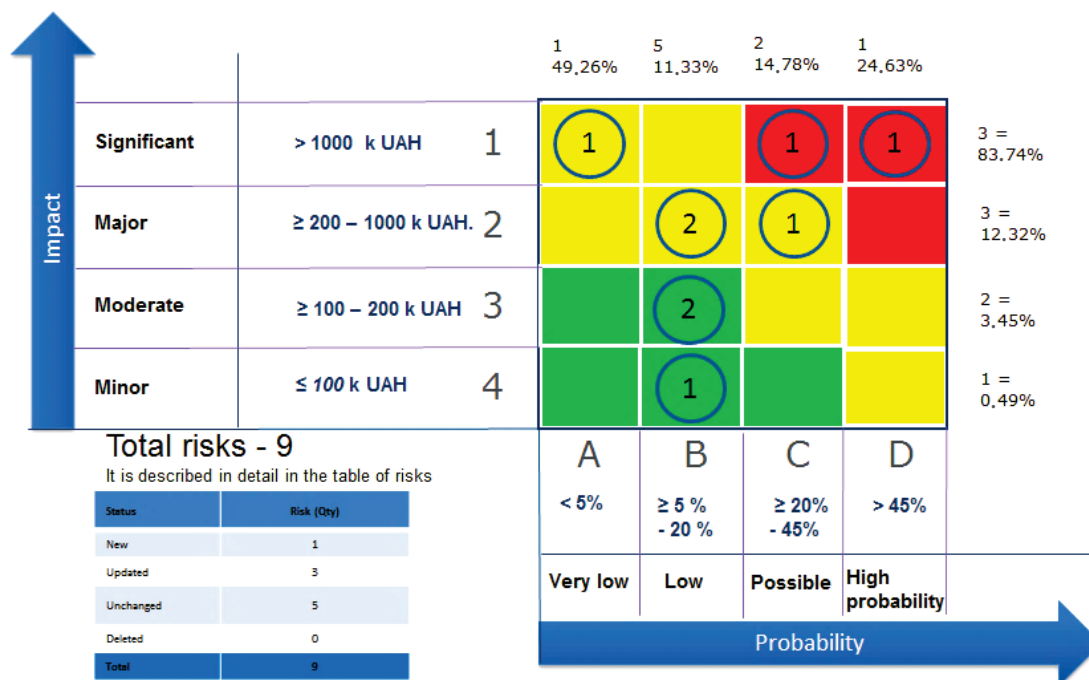 1
49.26%
5
11.33%
2
14.78%
1
24.63%
Impact
Significant
> 1000 k UAH
1
1
1
1
3 =
83.74%
Major
≥ 200 – 1000 k UAH.
2
2
1
3 =
12.32%
Moderate
≥ 100 – 200 k UAH
3
2
2 =
3.45%
Minor
≤ 100 k UAH
4
1
1 =
0.49%
Total risks - 9
It is described in detail in the table of risks
Status Risk (Qty)
New 1
Updated 3
Unchanged 5
Deleted 0
Total 9
A
B
C
D
< 5%
≥ 5 %
- 20 %
≥ 20%
- 45%
> 45%
Very low
Low
Possible
High
probability
Probability